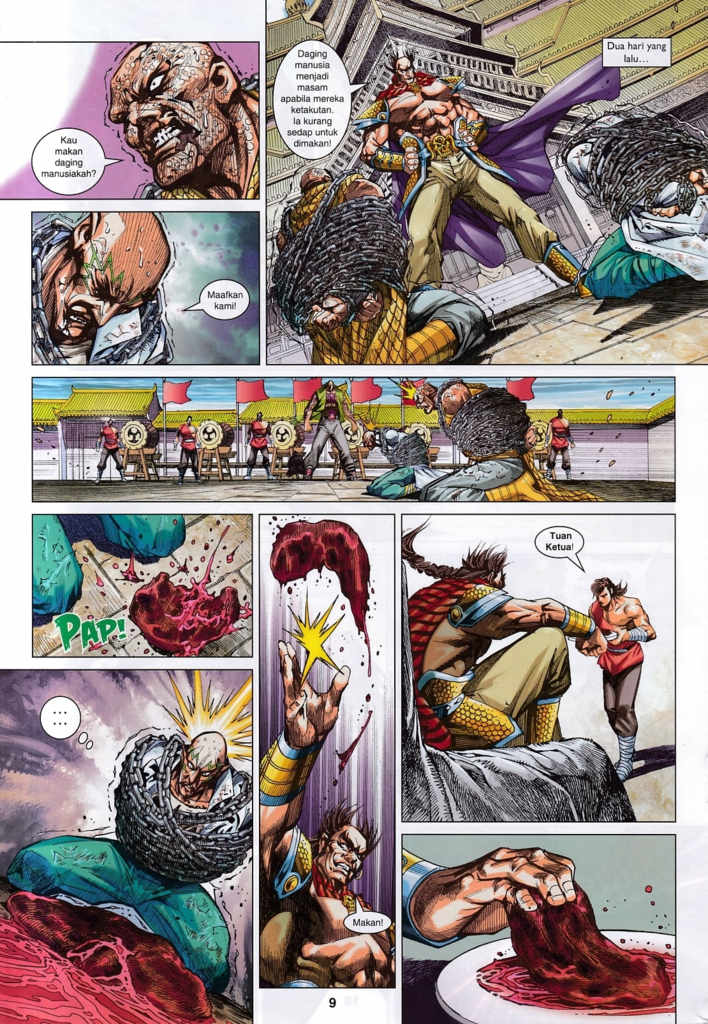 Dua hari yang
lalu…
Daging
manusia
menjadi
masam
apabila mereka
ketakutan.
Ia kurang
sedap untuk
dimakan!
Kau
makan
daging
manusiakah?
Maafkan
kami!
Tuan
Ketua!
Makan!
PAP!
...
...
9